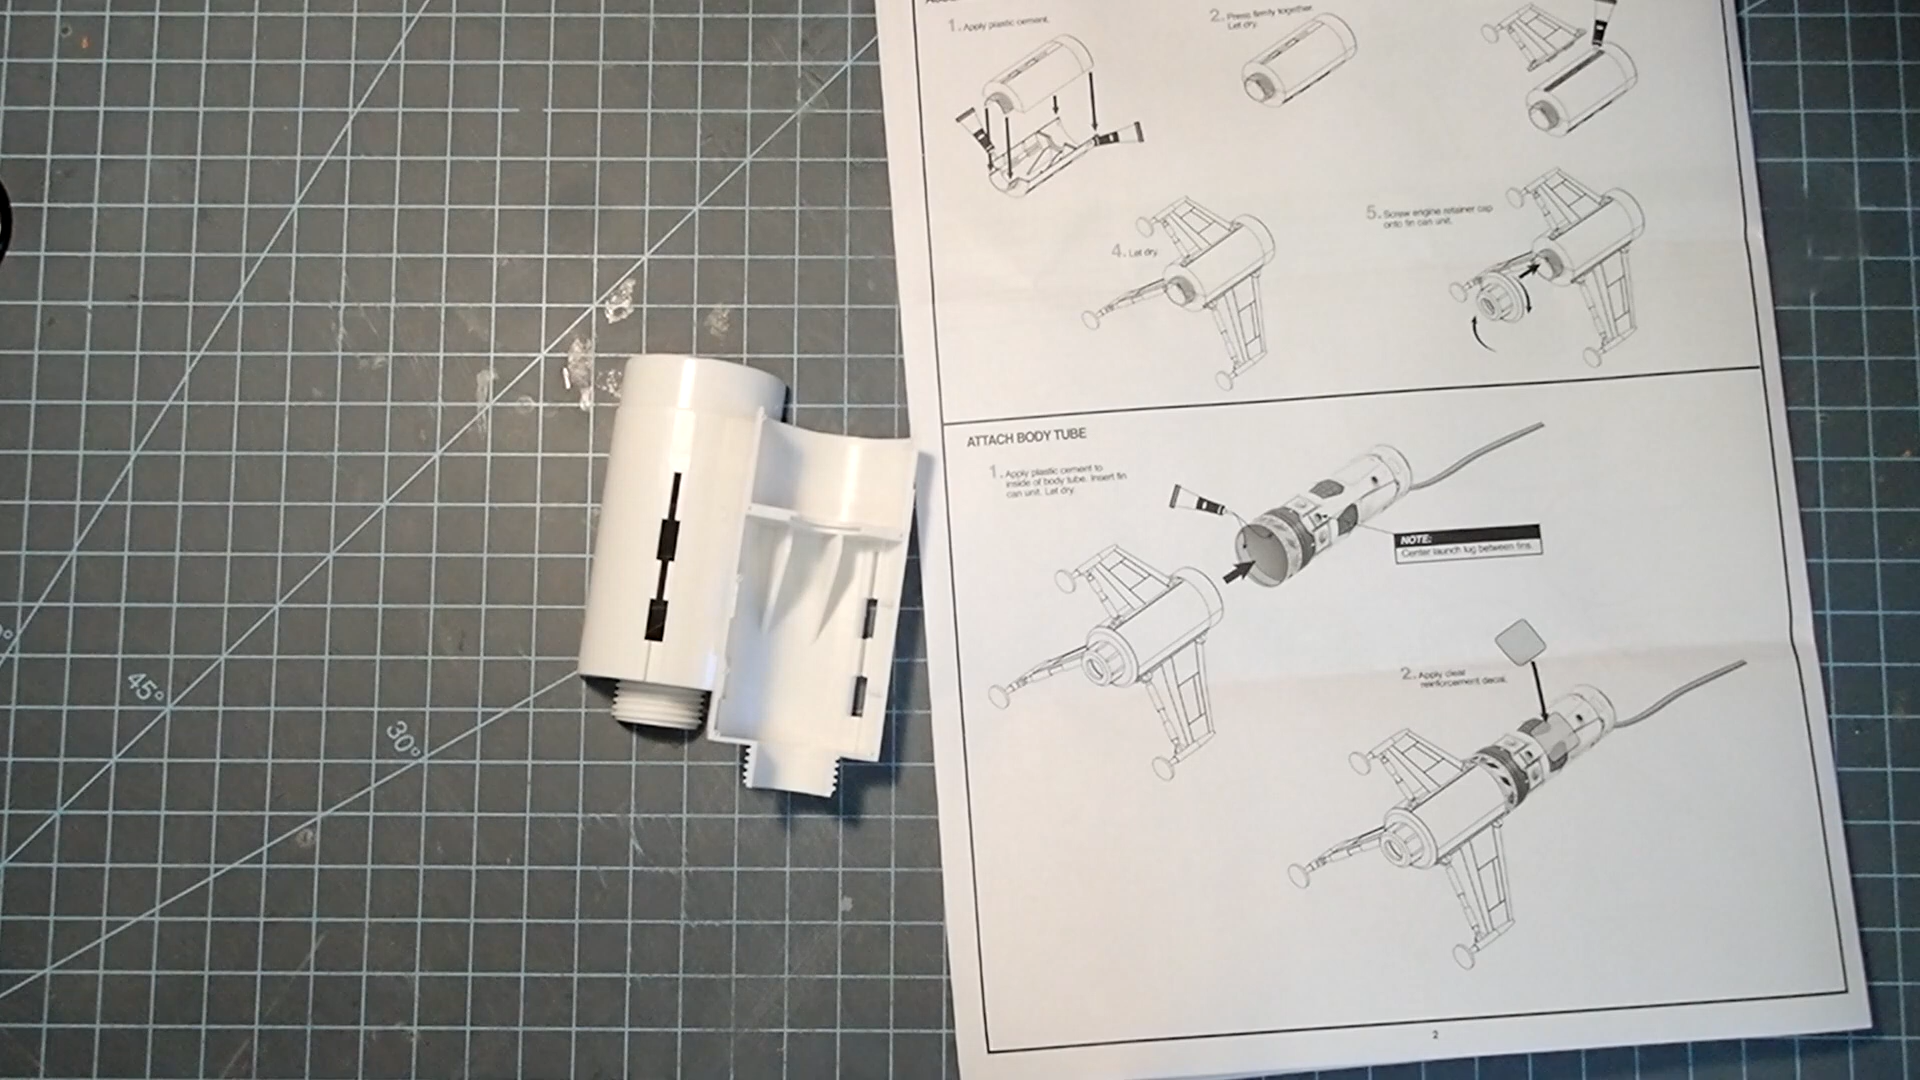 1. Apply plastic cement.
2. Press firmly together.
Let dry.
4. Let dry.
5. Screw engine retainer cap
onto fin can unit.
ATTACH BODY TUBE
1. Apply plastic cement to
inside of body tube. Insert fin
can unit. Let dry.
NOTE:
Center launch lug between fins.
2. Apply clear
reinforcement decal.
2
45°
30°